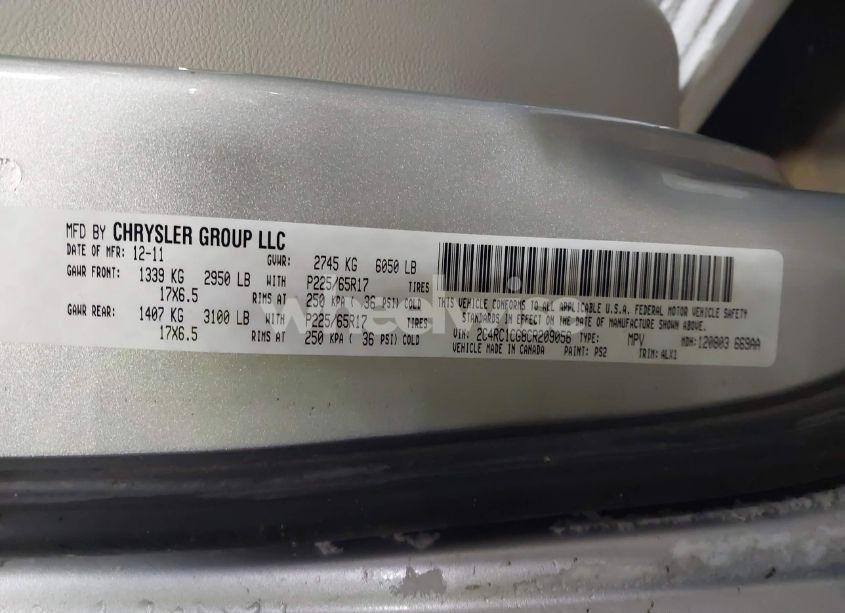 MFD BY CHRYSLER GROUP LLC
DATE OF MFR: 12-11 GVWR: 2745 KG 6050 LB
GAWR FRONT: 1339 KG 2950 LB WITH P225/65R17 TIRES
17X6.5 RIMS AT 250 KPA ( 36 PSI) COLD
GAWR REAR: 1407 KG 3100 LB WITH P225/65R17 TIRES
17X6.5 RIMS AT 250 KPA ( 36 PSI) COLD
THIS VEHICLE CONFORMS TO ALL APPLICABLE U.S.A. FEDERAL MOTOR VEHICLE SAFETY
STANDARDS IN EFFECT ON THE DATE OF MANUFACTURE SHOWN ABOVE.
VIN: 2C4RC1CG8CR209056 TYPE: MPV MDH: 120803 669AA
VEHICLE MADE IN CANADA PAINT: PS2 TRIM: ALX1